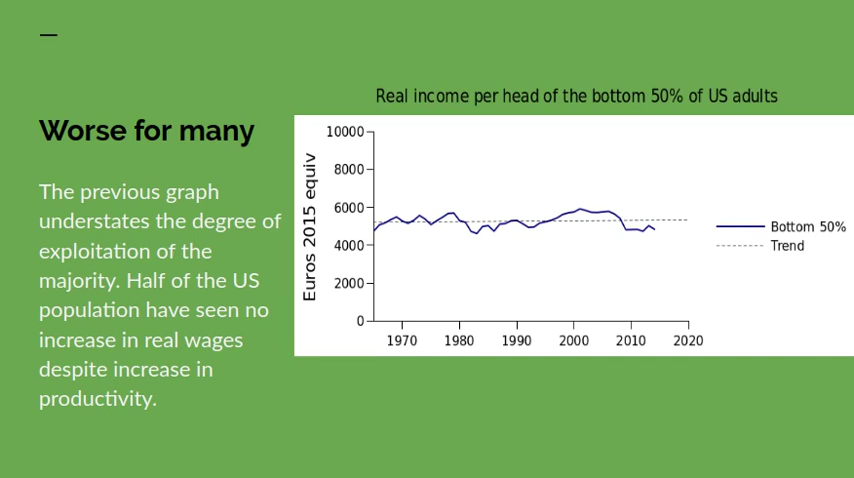 Real income per head of the bottom 50% of US adults
Worse for many
The previous graph
understates the degree of
exploitation of the
majority. Half of the US
population have seen no
increase in real wages
despite increase in
productivity.
Euros 2015 equiv
10000
8000
6000
4000
2000
0
1970 1980 1990 2000 2010 2020
Bottom 50%
Trend